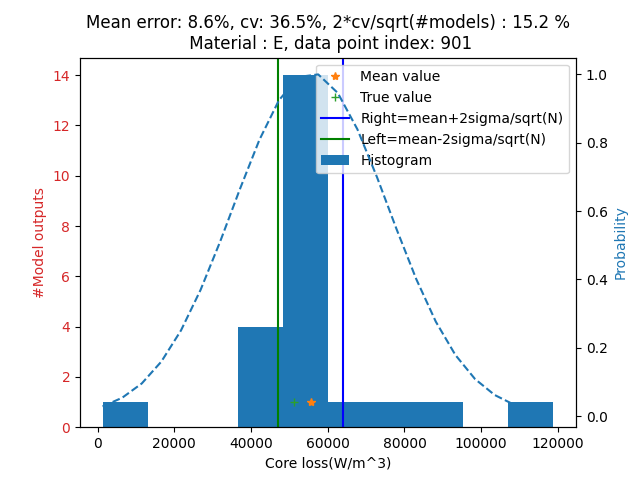 Mean error: 8.6%, cv: 36.5%, 2*cv/sqrt(#models) : 15.2 %
Material : E, data point index: 901
Mean value
True value
Right=mean+2sigma/sqrt(N)
Left=mean-2sigma/sqrt(N)
Histogram
#Model outputs
14
12
10
8
6
4
2
0
1.0
0.8
0.6
0.4
0.2
0.0
Probability
0 20000 40000 60000 80000 100000 120000
Core loss(W/m^3)